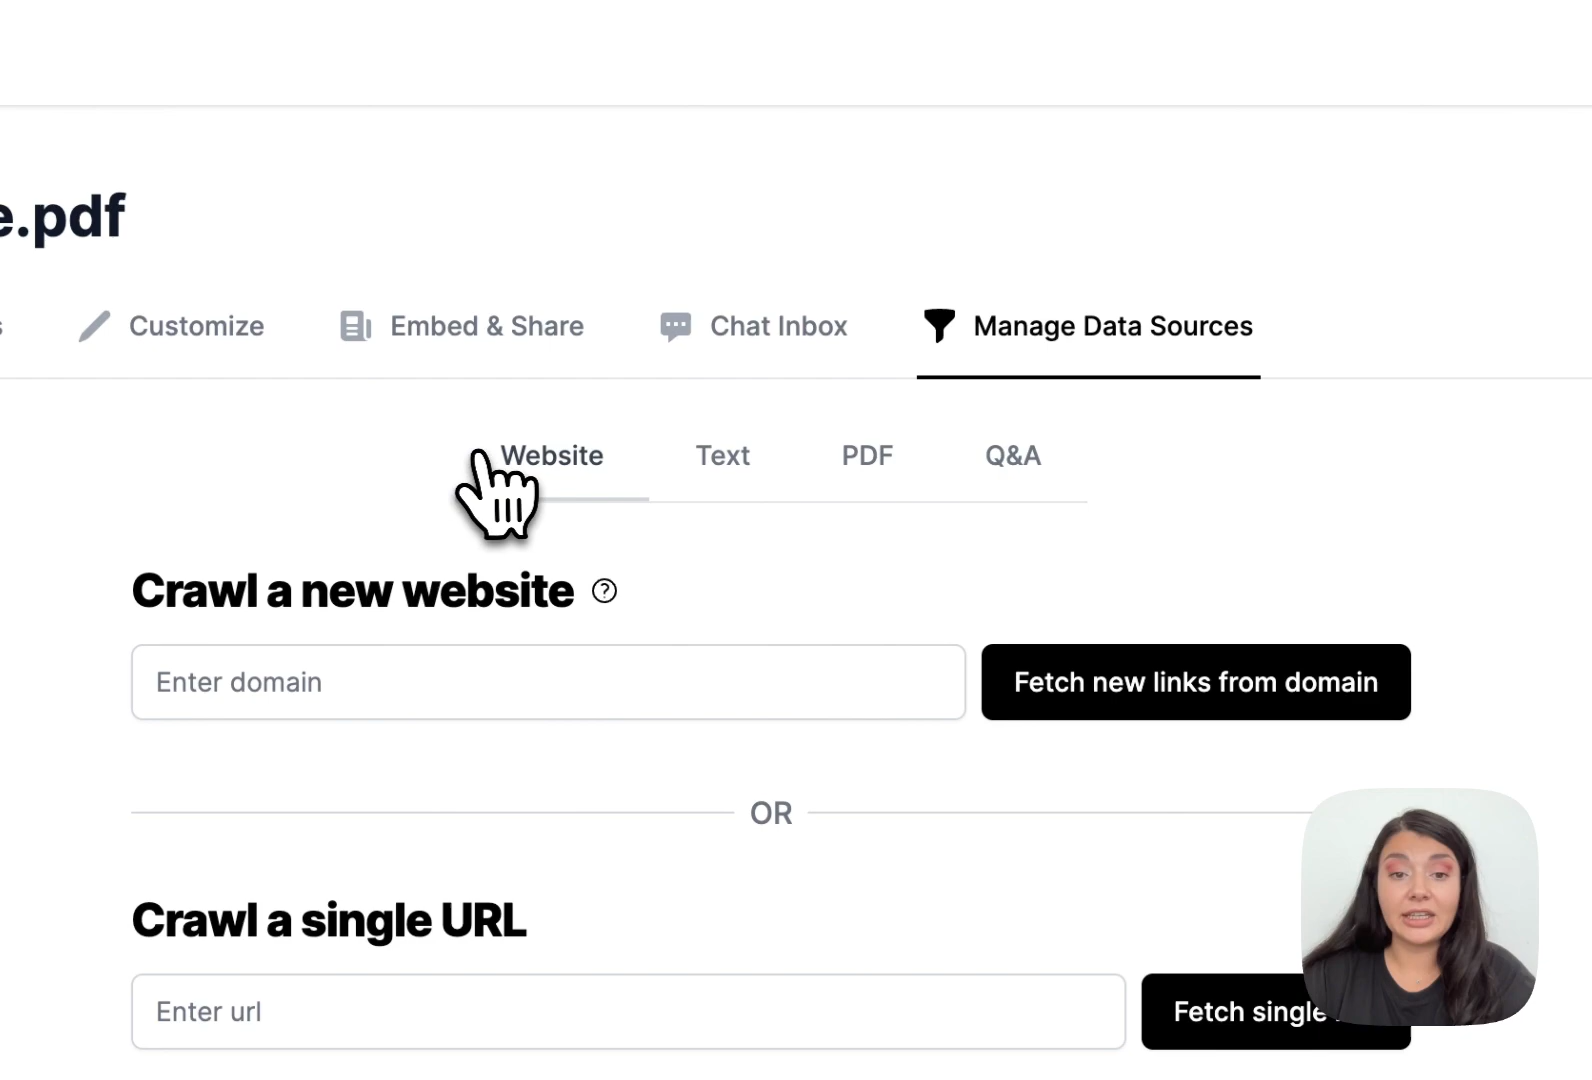 e.pdf
s Customize Embed & Share Chat Inbox Manage Data Sources
Website Text PDF Q&A
Crawl a new website ?
Enter domain Fetch new links from domain
OR
Crawl a single URL
Enter url Fetch single